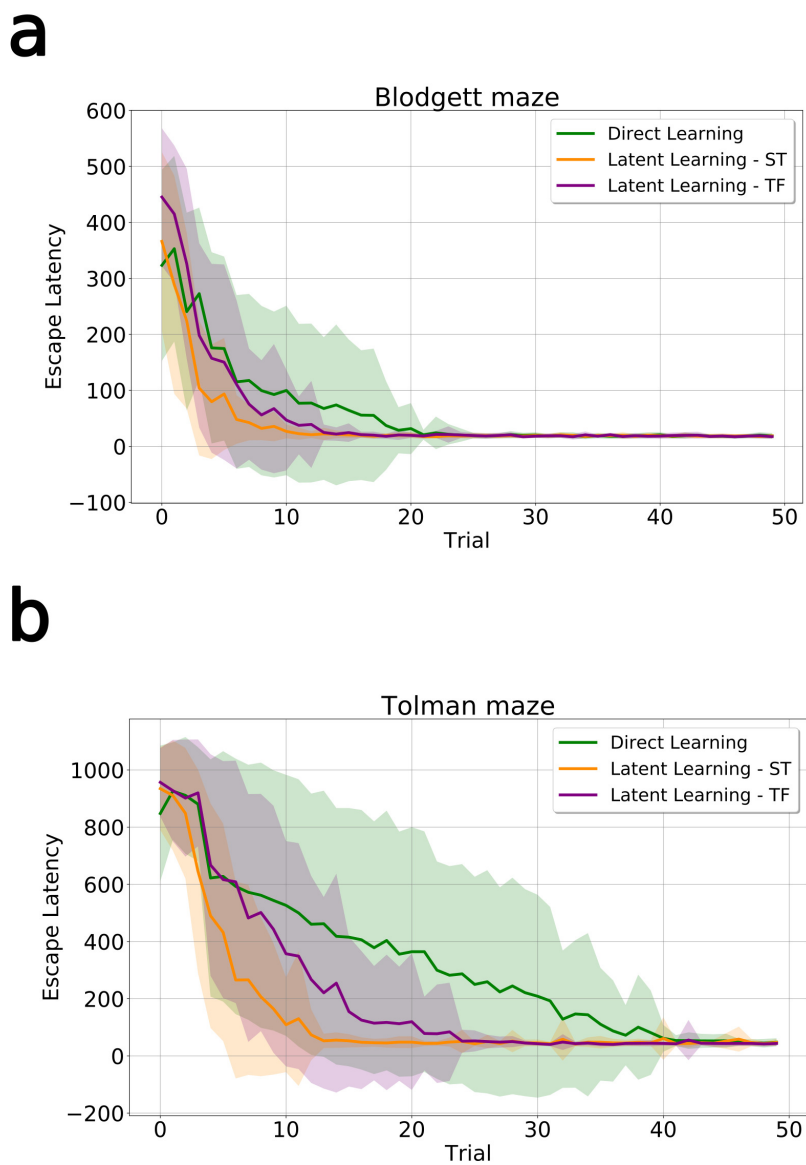 a
Blodgett maze
600
500
400
300
200
100
0
−100
Escape Latency
Direct Learning
Latent Learning - ST
Latent Learning - TF
0 10 20 30 40 50
Trial
b
Tolman maze
1000
800
600
400
200
0
−200
Escape Latency
Direct Learning
Latent Learning - ST
Latent Learning - TF
0 10 20 30 40 50
Trial